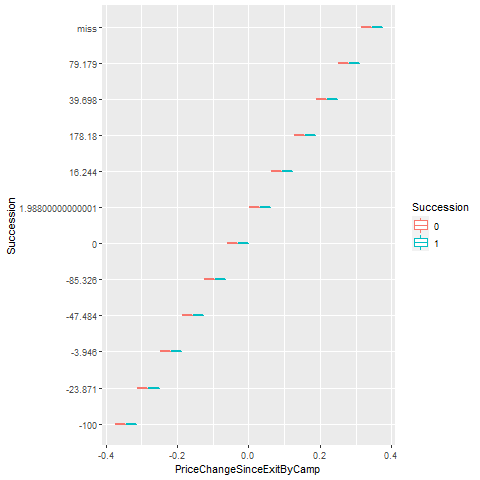 miss
79.179
39.698
178.18
16.244
1.98800000000001
0
-85.326
-47.484
-3.946
-23.871
-100
Succession
-0.4 -0.2 0.0 0.2 0.4
PriceChangeSinceExitByCamp
Succession
0
1